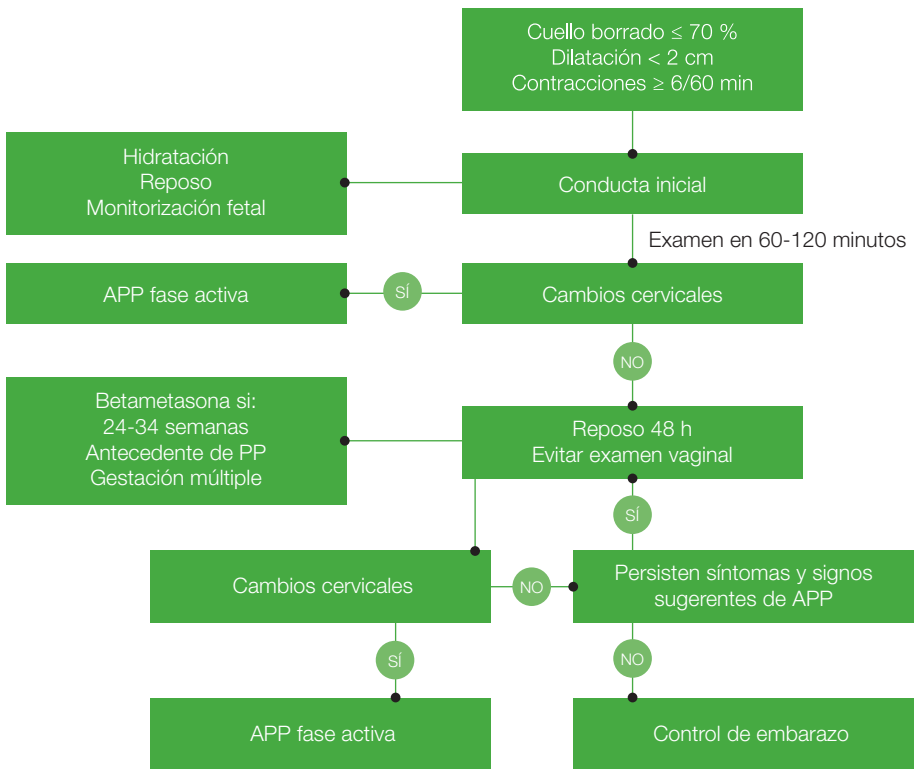 Cuello borrado ≤ 70 %
Dilatación < 2 cm
Contracciones ≥ 6/60 min
Hidratación
Reposo
Monitorización fetal
Conducta inicial
Examen en 60-120 minutos
APP fase activa
SÍ
Cambios cervicales
NO
Betametasona si:
24-34 semanas
Antecedente de PP
Gestación múltiple
Reposo 48 h
Evitar examen vaginal
SÍ
Cambios cervicales
NO
Persisten síntomas y signos
sugerentes de APP
SÍ
NO
APP fase activa
Control de embarazo